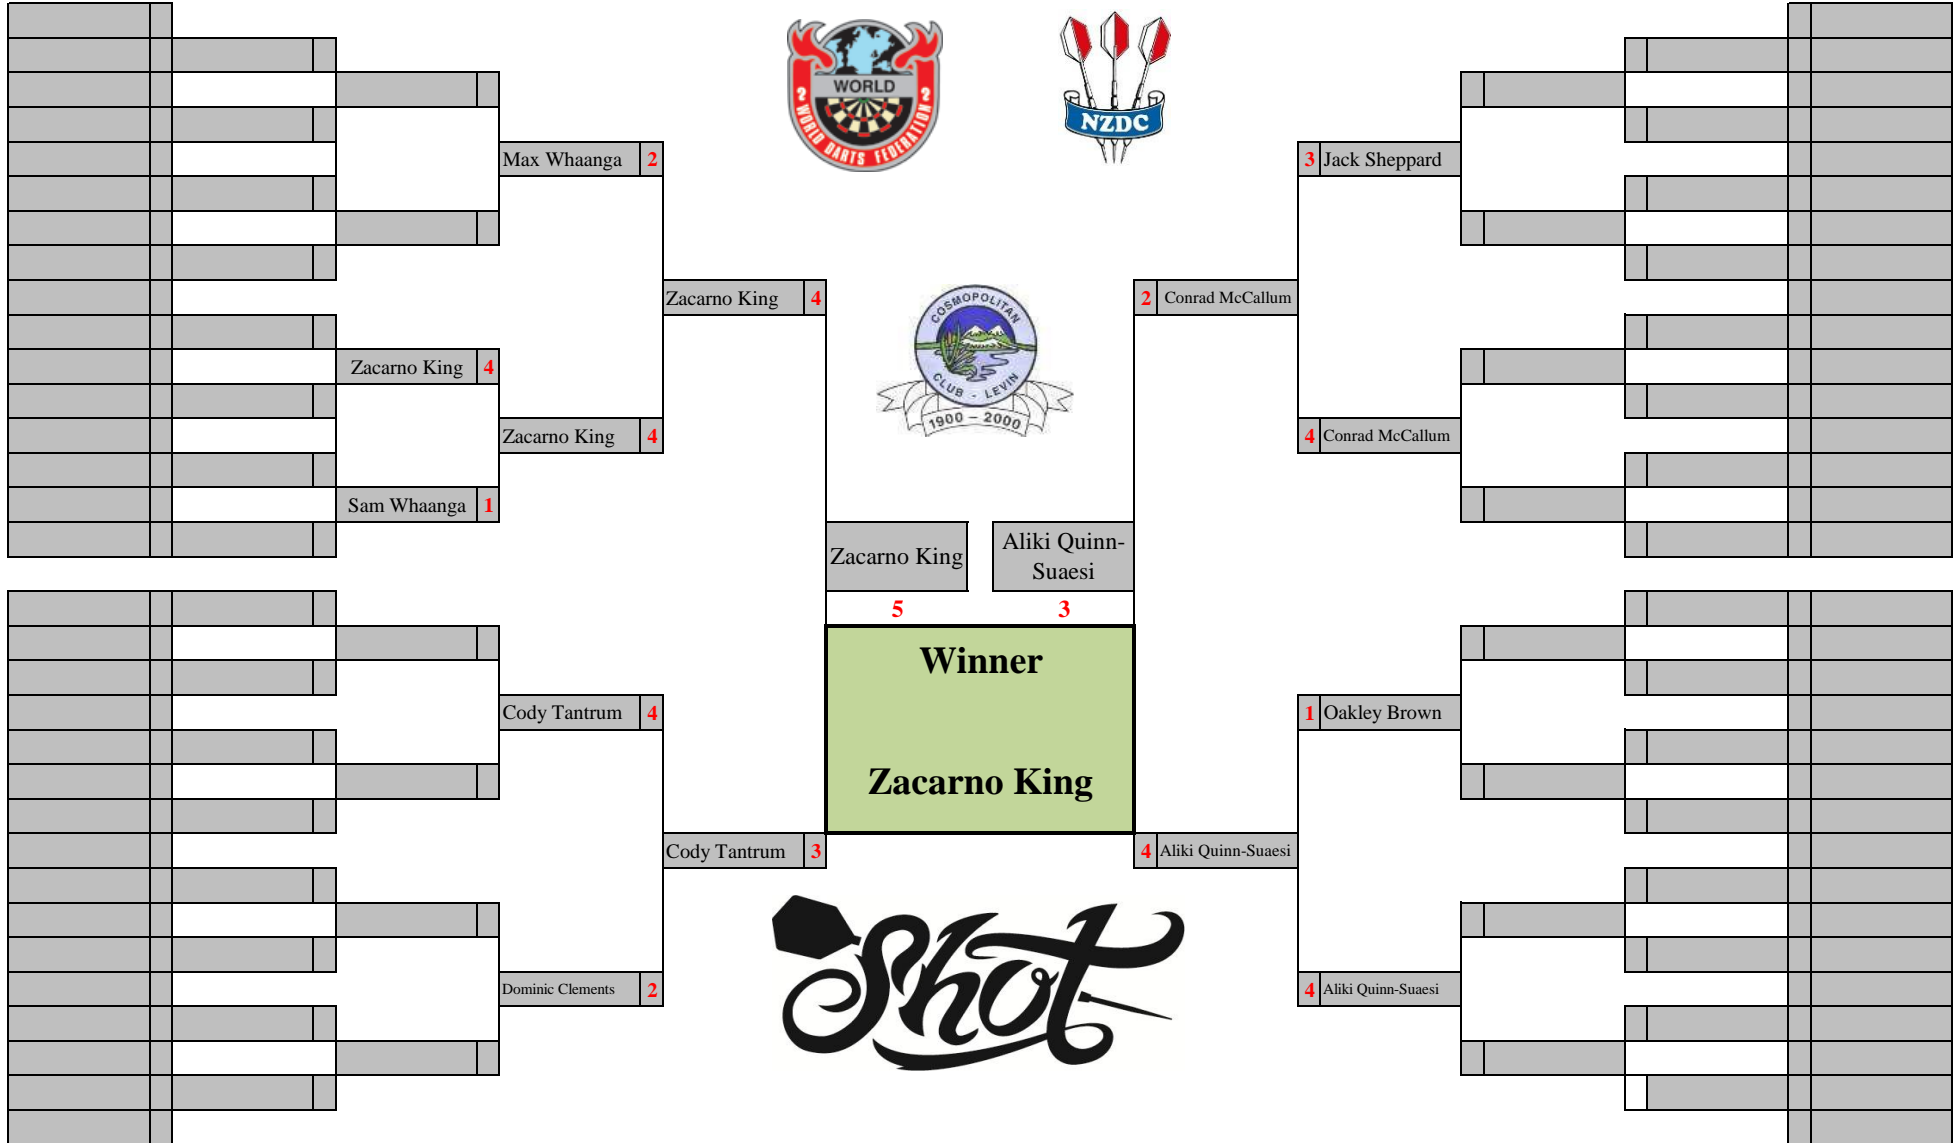 WORLD
2 WORLD DARTS FEDERATION 2
NZDC
Max Whaanga 2
3 Jack Sheppard
Zacarno King 4
2 Conrad McCallum
COSMOPOLITAN
CLUB - LEVIN
1900 - 2000
Zacarno King 4
Zacarno King 4
4 Conrad McCallum
Sam Whaanga 1
Zacarno King
Aliki Quinn-
Suaesi
5
3
Winner
Zacarno King
Cody Tantrum 4
1 Oakley Brown
Cody Tantrum 3
4 Aliki Quinn-Suaesi
Dominic Clements 2
4 Aliki Quinn-Suaesi
Shot